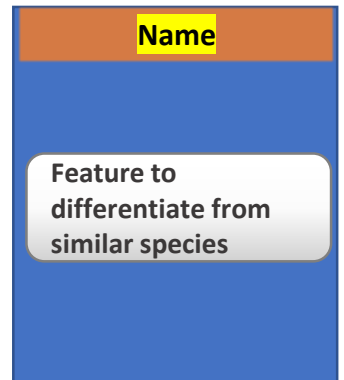 Name
Feature to
differentiate from
similar species